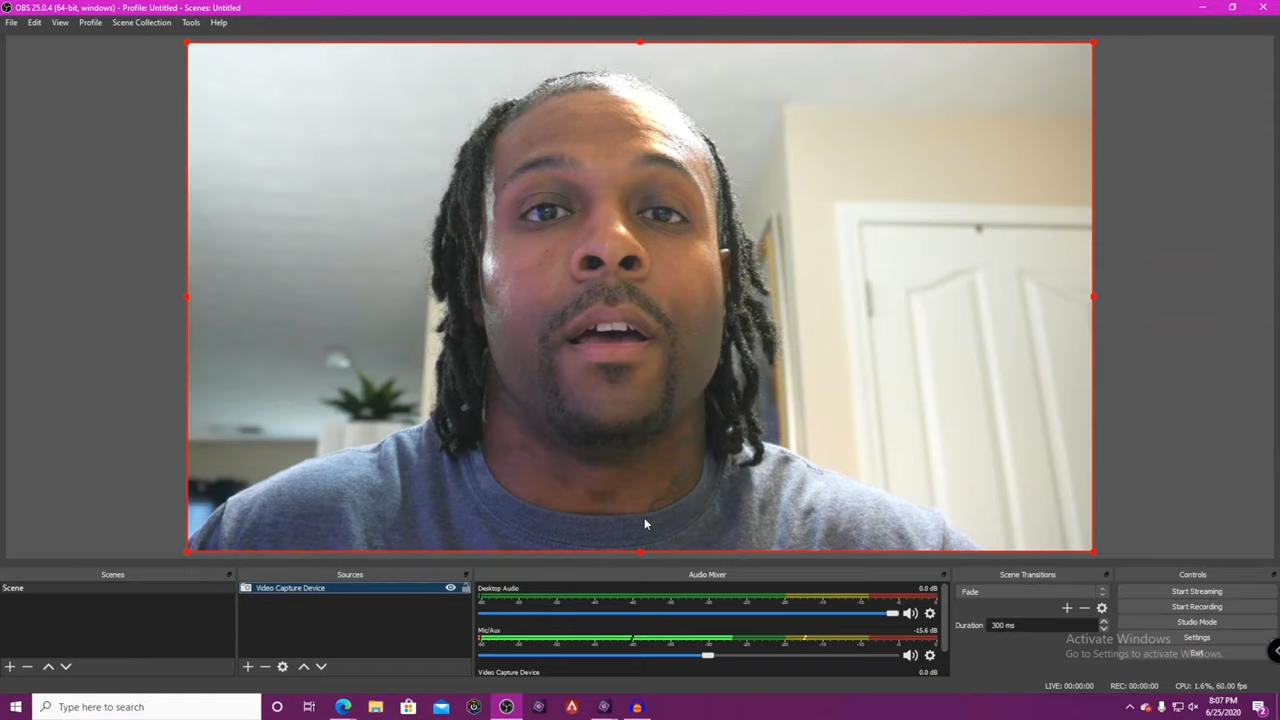 OBS 25.0.4 (64-bit, windows) - Profile: Untitled - Scenes: Untitled
File Edit View Profile Scene Collection Tools Help
Scenes
Scene
Sources
Video Capture Device
Audio Mixer
Desktop Audio 0.0 dB
Mic/Aux -15.6 dB
Video Capture Device 0.0 dB
Scene Transitions
Fade
Duration 300 ms
Controls
Start Streaming
Start Recording
Studio Mode
Settings
Exit
Activate Windows
Go to Settings to activate Windows.
LIVE: 00:00:00 REC: 00:00:00 CPU: 1.6%, 60.00 fps
Type here to search
8:07 PM
6/25/2020
2